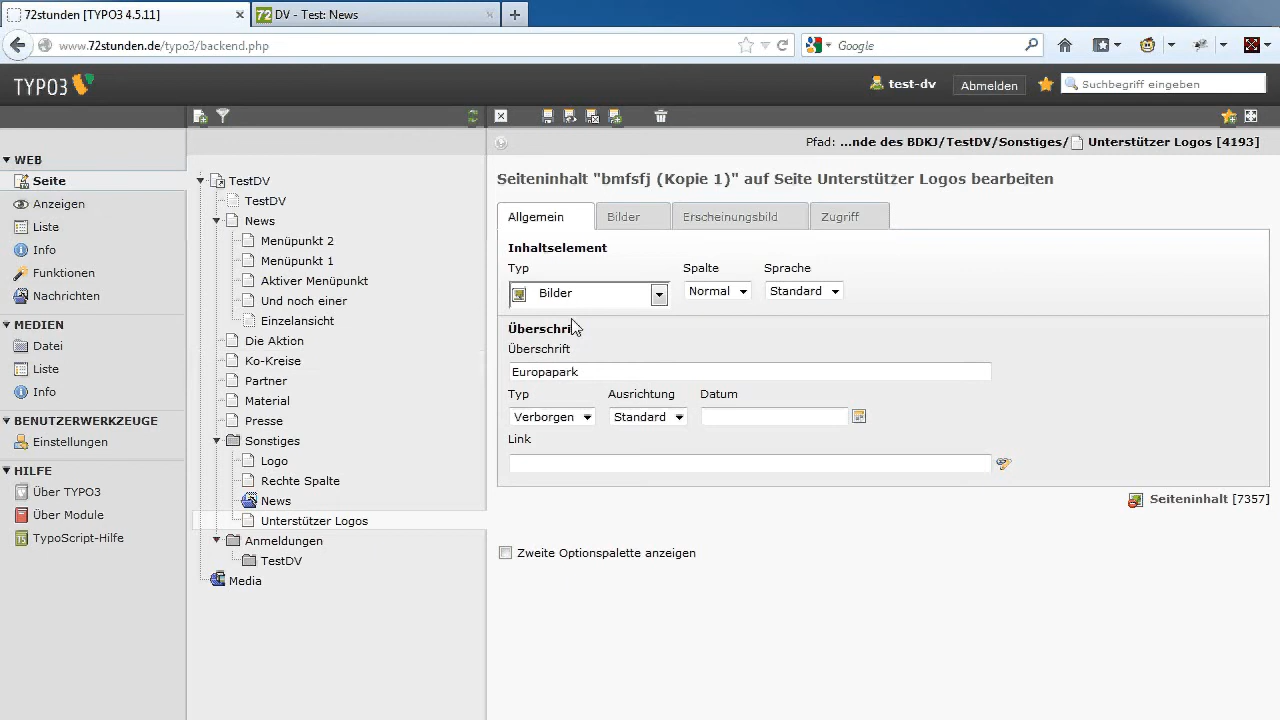 72stunden [TYPO3 4.5.11]
72 DV - Test: News
www.72stunden.de/typo3/backend.php
Google
TYPO3
test-dv
Abmelden
Suchbegriff eingeben
Pfad: ...nde des BDKJ/TestDV/Sonstiges/ Unterstützer Logos [4193]
WEB
Seite
Anzeigen
Liste
Info
Funktionen
Nachrichten
MEDIEN
Datei
Liste
Info
BENUTZERWERKZEUGE
Einstellungen
HILFE
Über TYPO3
Über Module
TypoScript-Hilfe
TestDV
TestDV
News
Menüpunkt 2
Menüpunkt 1
Aktiver Menüpunkt
Und noch einer
Einzelansicht
Die Aktion
Ko-Kreise
Partner
Material
Presse
Sonstiges
Logo
Rechte Spalte
News
Unterstützer Logos
Anmeldungen
TestDV
Media
Seiteninhalt "bmfsfj (Kopie 1)" auf Seite Unterstützer Logos bearbeiten
Allgemein Bilder Erscheinungsbild Zugriff
Inhaltselement
Typ Spalte Sprache
Bilder Normal Standard
Überschri
Überschrift
Europapark
Typ Ausrichtung Datum
Verborgen Standard
Link
Seiteninhalt [7357]
Zweite Optionspalette anzeigen